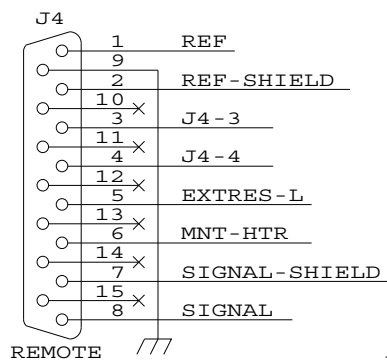 J4
1 REF
9
2 REF-SHIELD
10
3 J4-3
11
4 J4-4
12
5 EXTRES-L
13
6 MNT-HTR
14
7 SIGNAL-SHIELD
15
8 SIGNAL
REMOTE